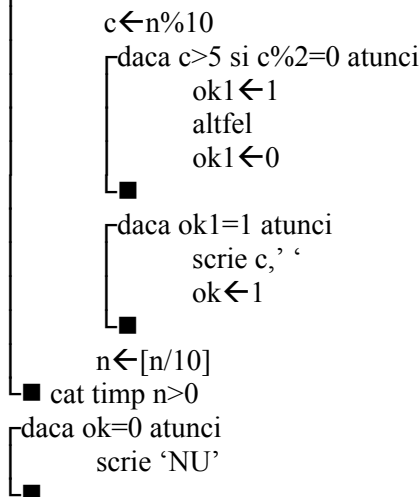 c←n%10
daca c>5 si c%2=0 atunci
ok1←1
altfel
ok1←0
■
daca ok1=1 atunci
scrie c,’ ‘
ok←1
■
n←[n/10]
■ cat timp n>0
daca ok=0 atunci
scrie ‘NU’
■